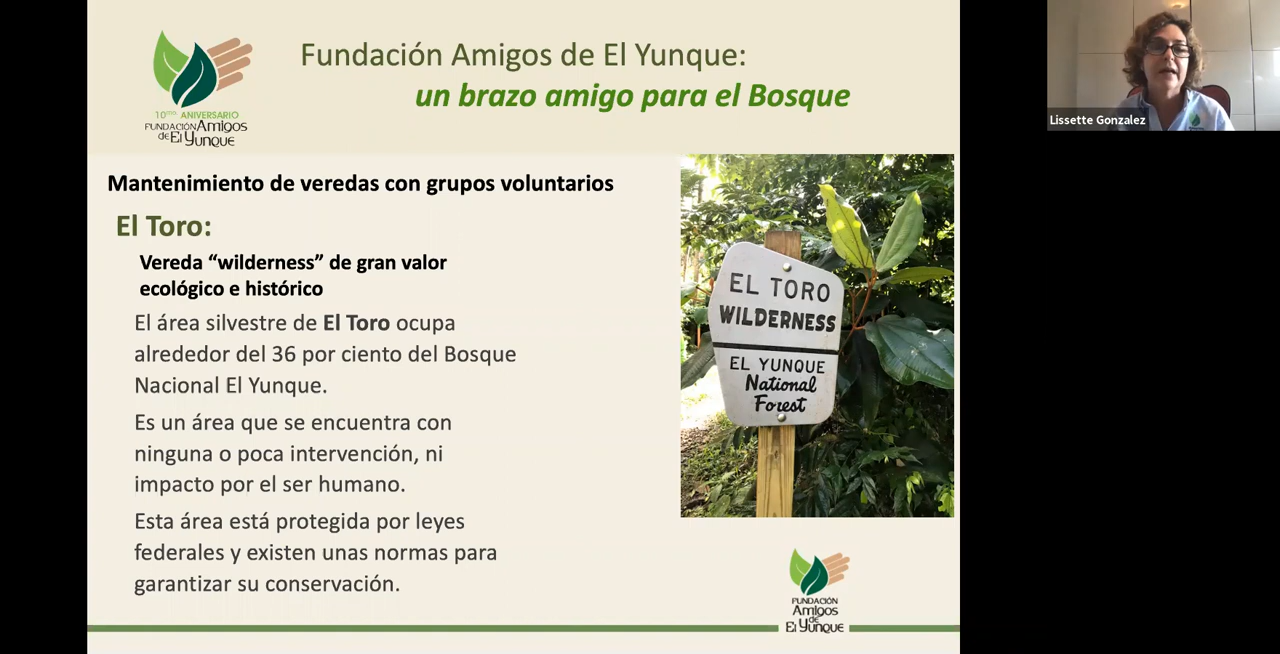 Fundación Amigos de El Yunque:
un brazo amigo para el Bosque
10mo. ANIVERSARIO
FUNDACIÓN Amigos
de El Yunque
Lissette Gonzalez
Mantenimiento de veredas con grupos voluntarios
El Toro:
Vereda “wilderness” de gran valor
ecológico e histórico
El área silvestre de El Toro ocupa
alrededor del 36 por ciento del Bosque
Nacional El Yunque.
Es un área que se encuentra con
ninguna o poca intervención, ni
impacto por el ser humano.
Esta área está protegida por leyes
federales y existen unas normas para
garantizar su conservación.
EL TORO
WILDERNESS
EL YUNQUE
National
Forest
FUNDACIÓN
Amigos
de
El Yunque